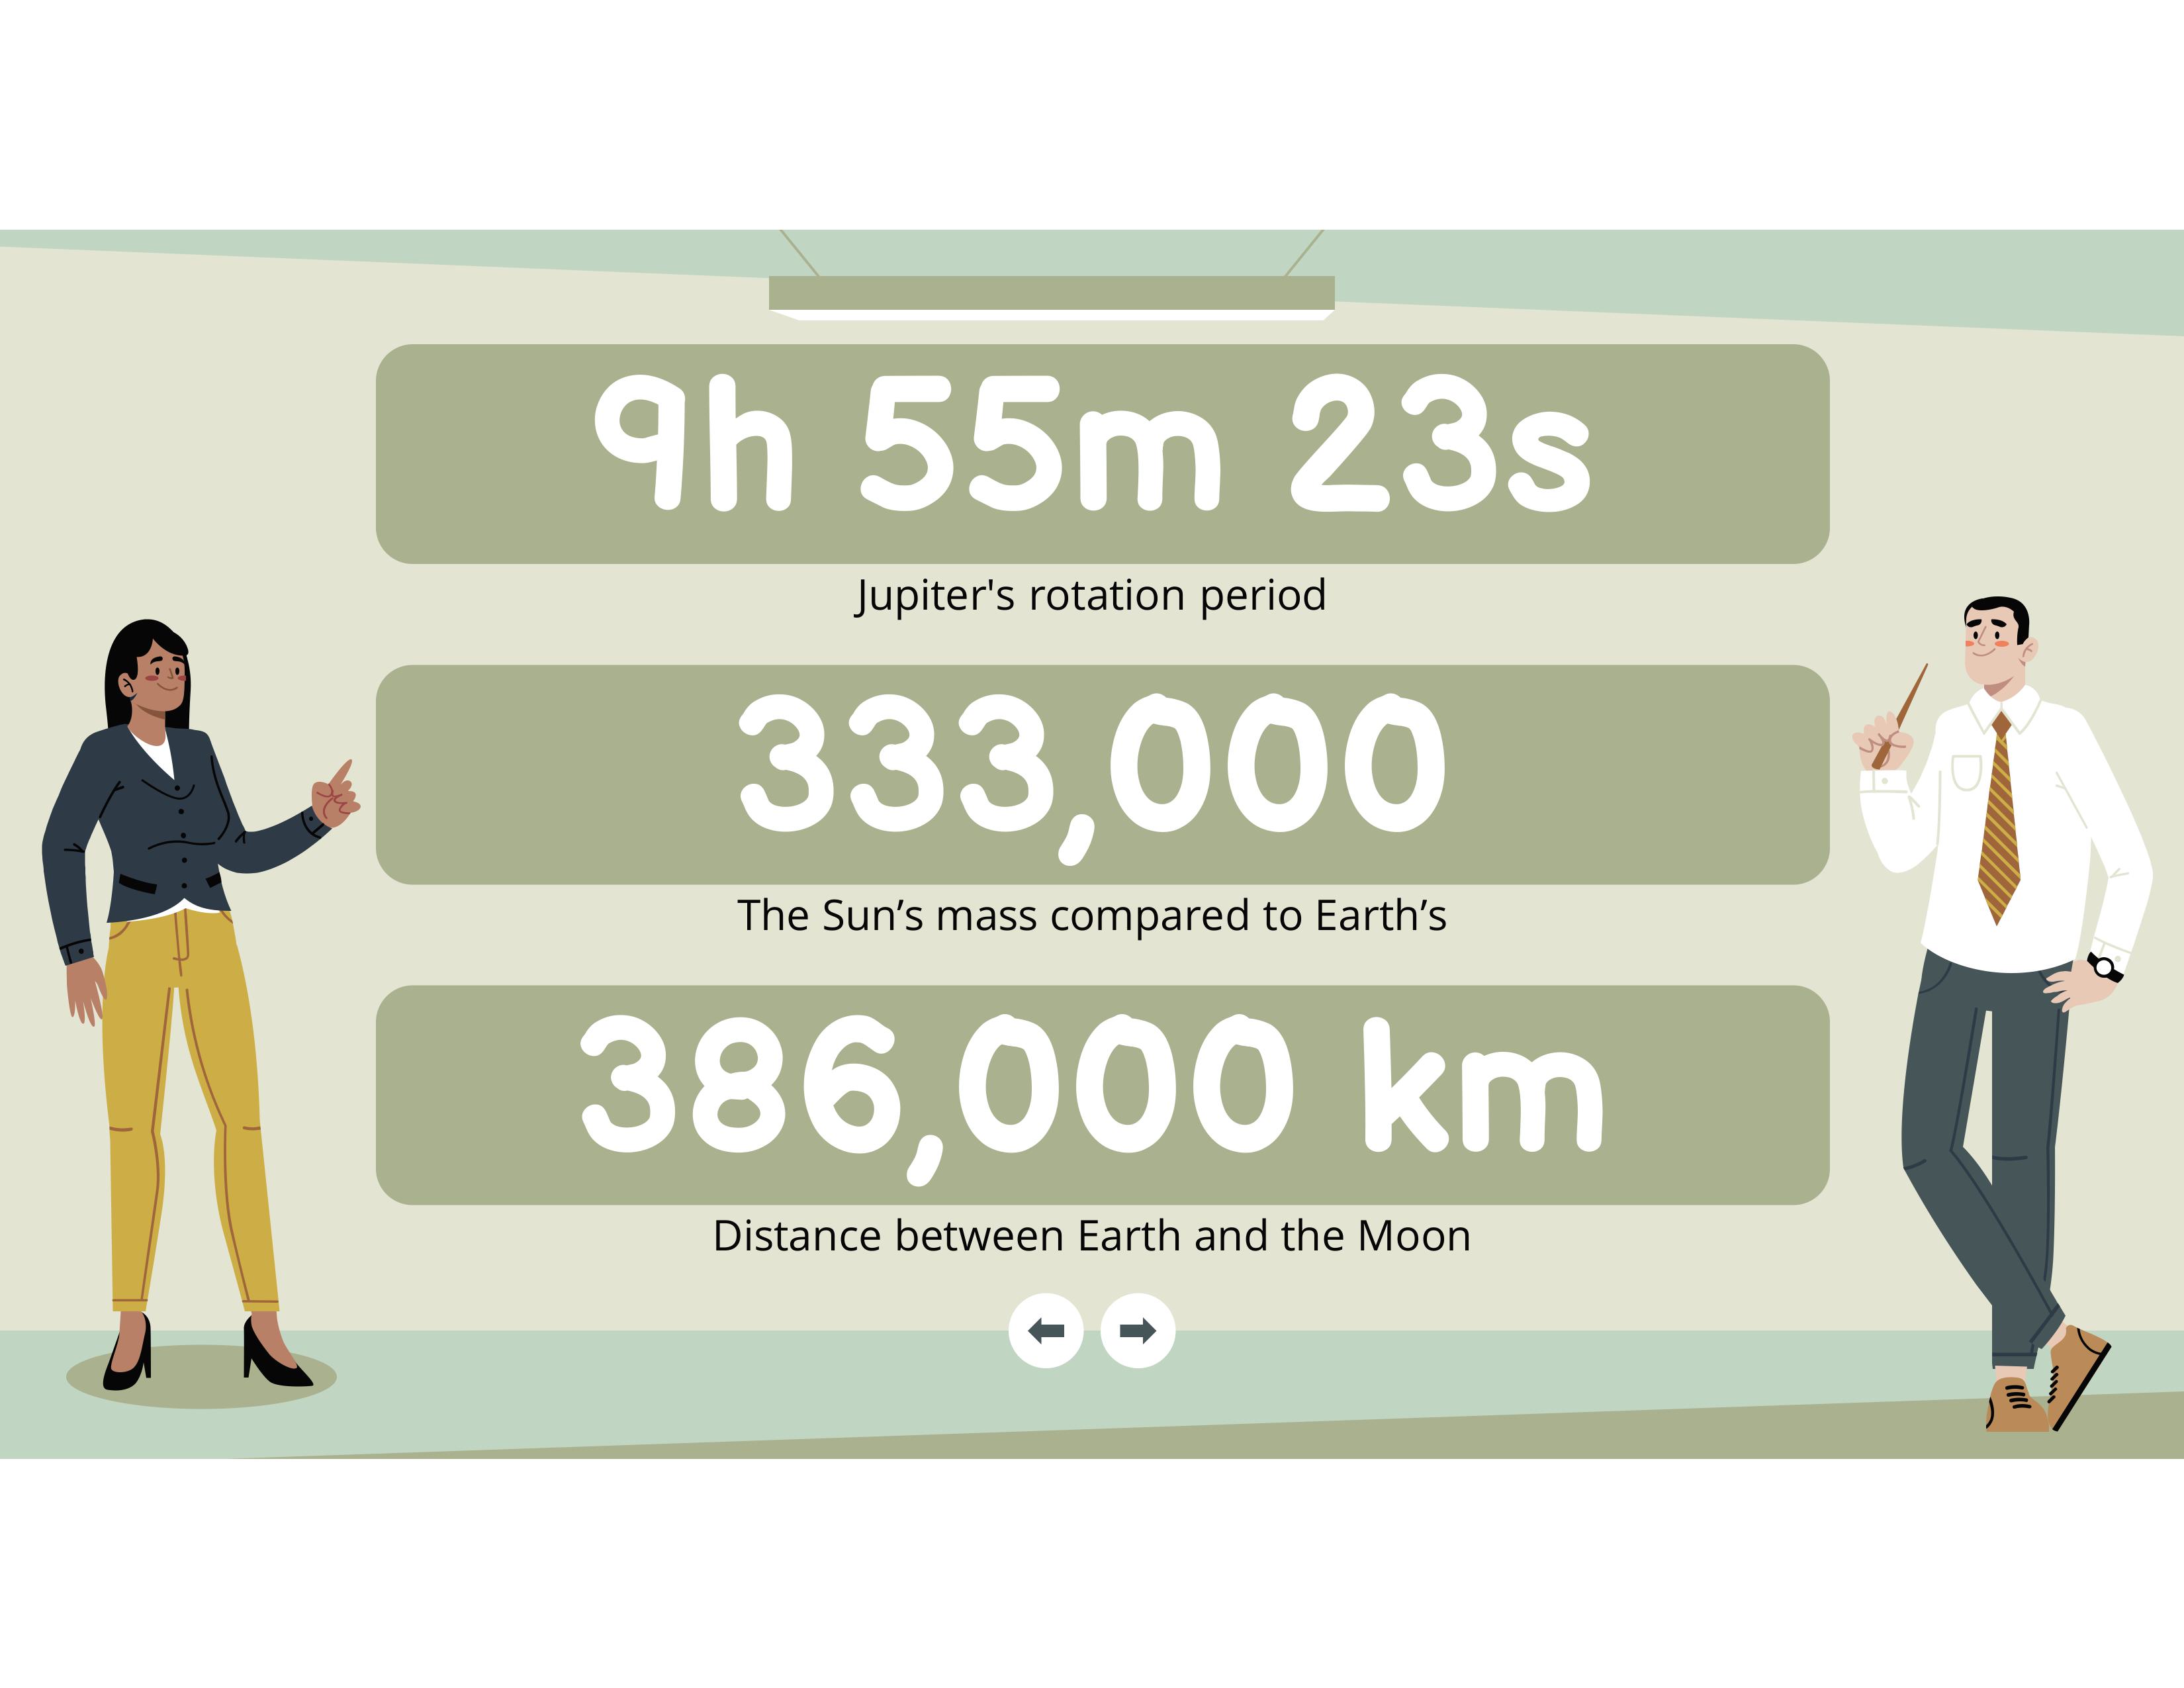 9h 55m 23s
Jupiter's rotation period
333,000
The Sun’s mass compared to Earth’s
386,000 km
Distance between Earth and the Moon